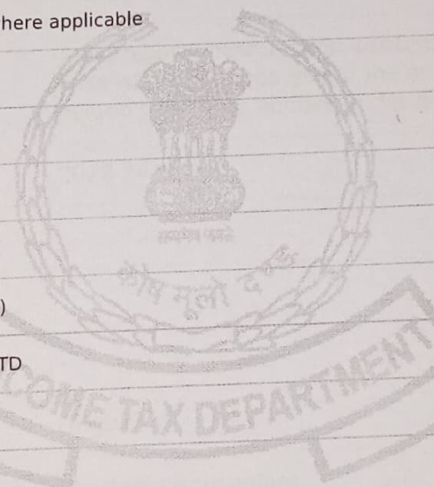 here applicable
सत्यमेव जयते
कोष मूलो दण्डः
)
TD
COME TAX DEPARTMENT